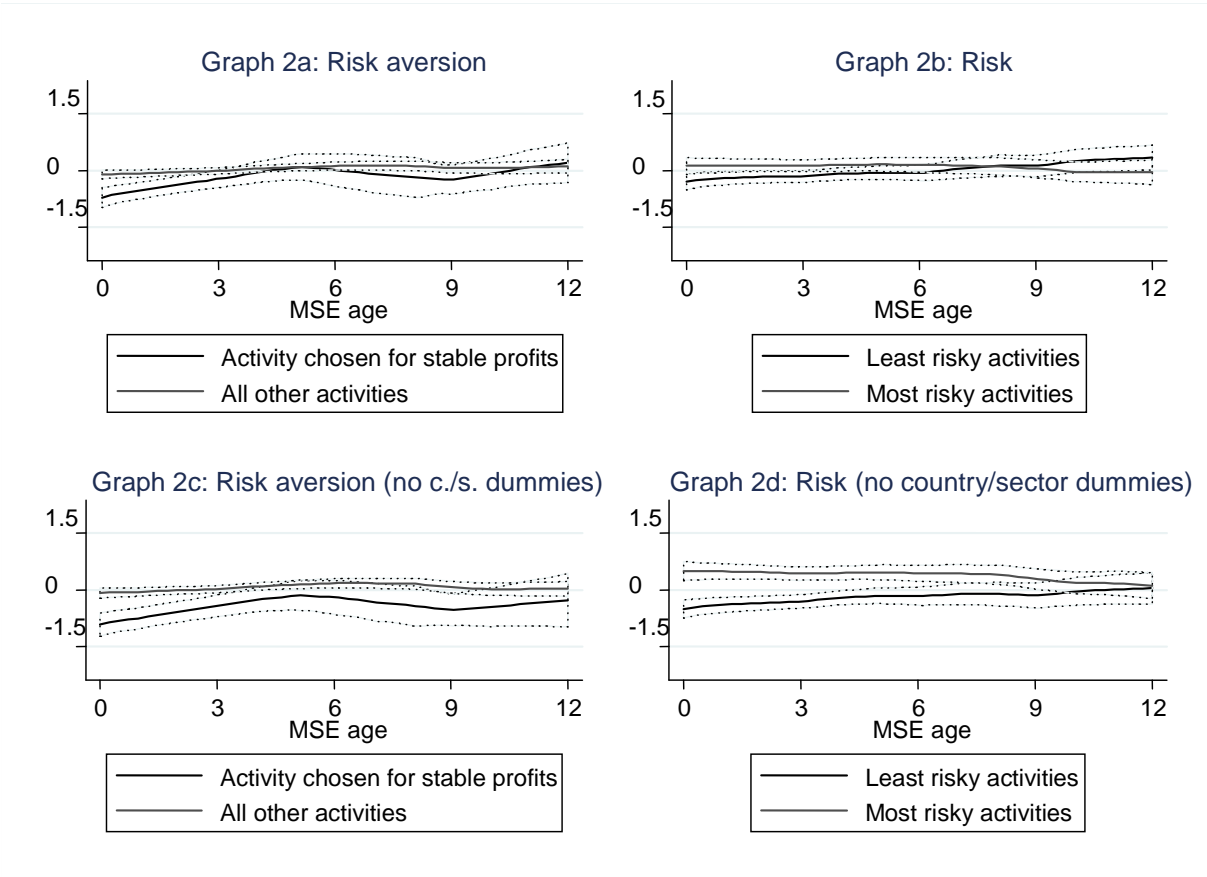 Graph 2a: Risk aversion
1.5
0
-1.5
0 3 6 9 12
MSE age
Activity chosen for stable profits
All other activities
Graph 2b: Risk
1.5
0
-1.5
0 3 6 9 12
MSE age
Least risky activities
Most risky activities
Graph 2c: Risk aversion (no c./s. dummies)
1.5
0
-1.5
0 3 6 9 12
MSE age
Activity chosen for stable profits
All other activities
Graph 2d: Risk (no country/sector dummies)
1.5
0
-1.5
0 3 6 9 12
MSE age
Least risky activities
Most risky activities